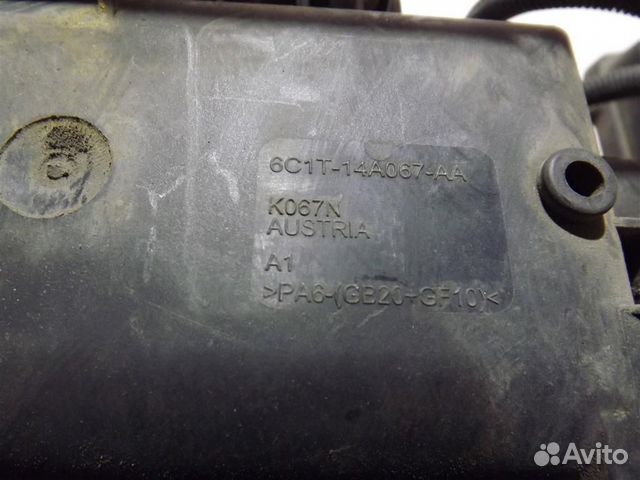 6C1T-14A067-AA
K067N
AUSTRIA
A1
>PA6-(GB20+GF10)<
Avito